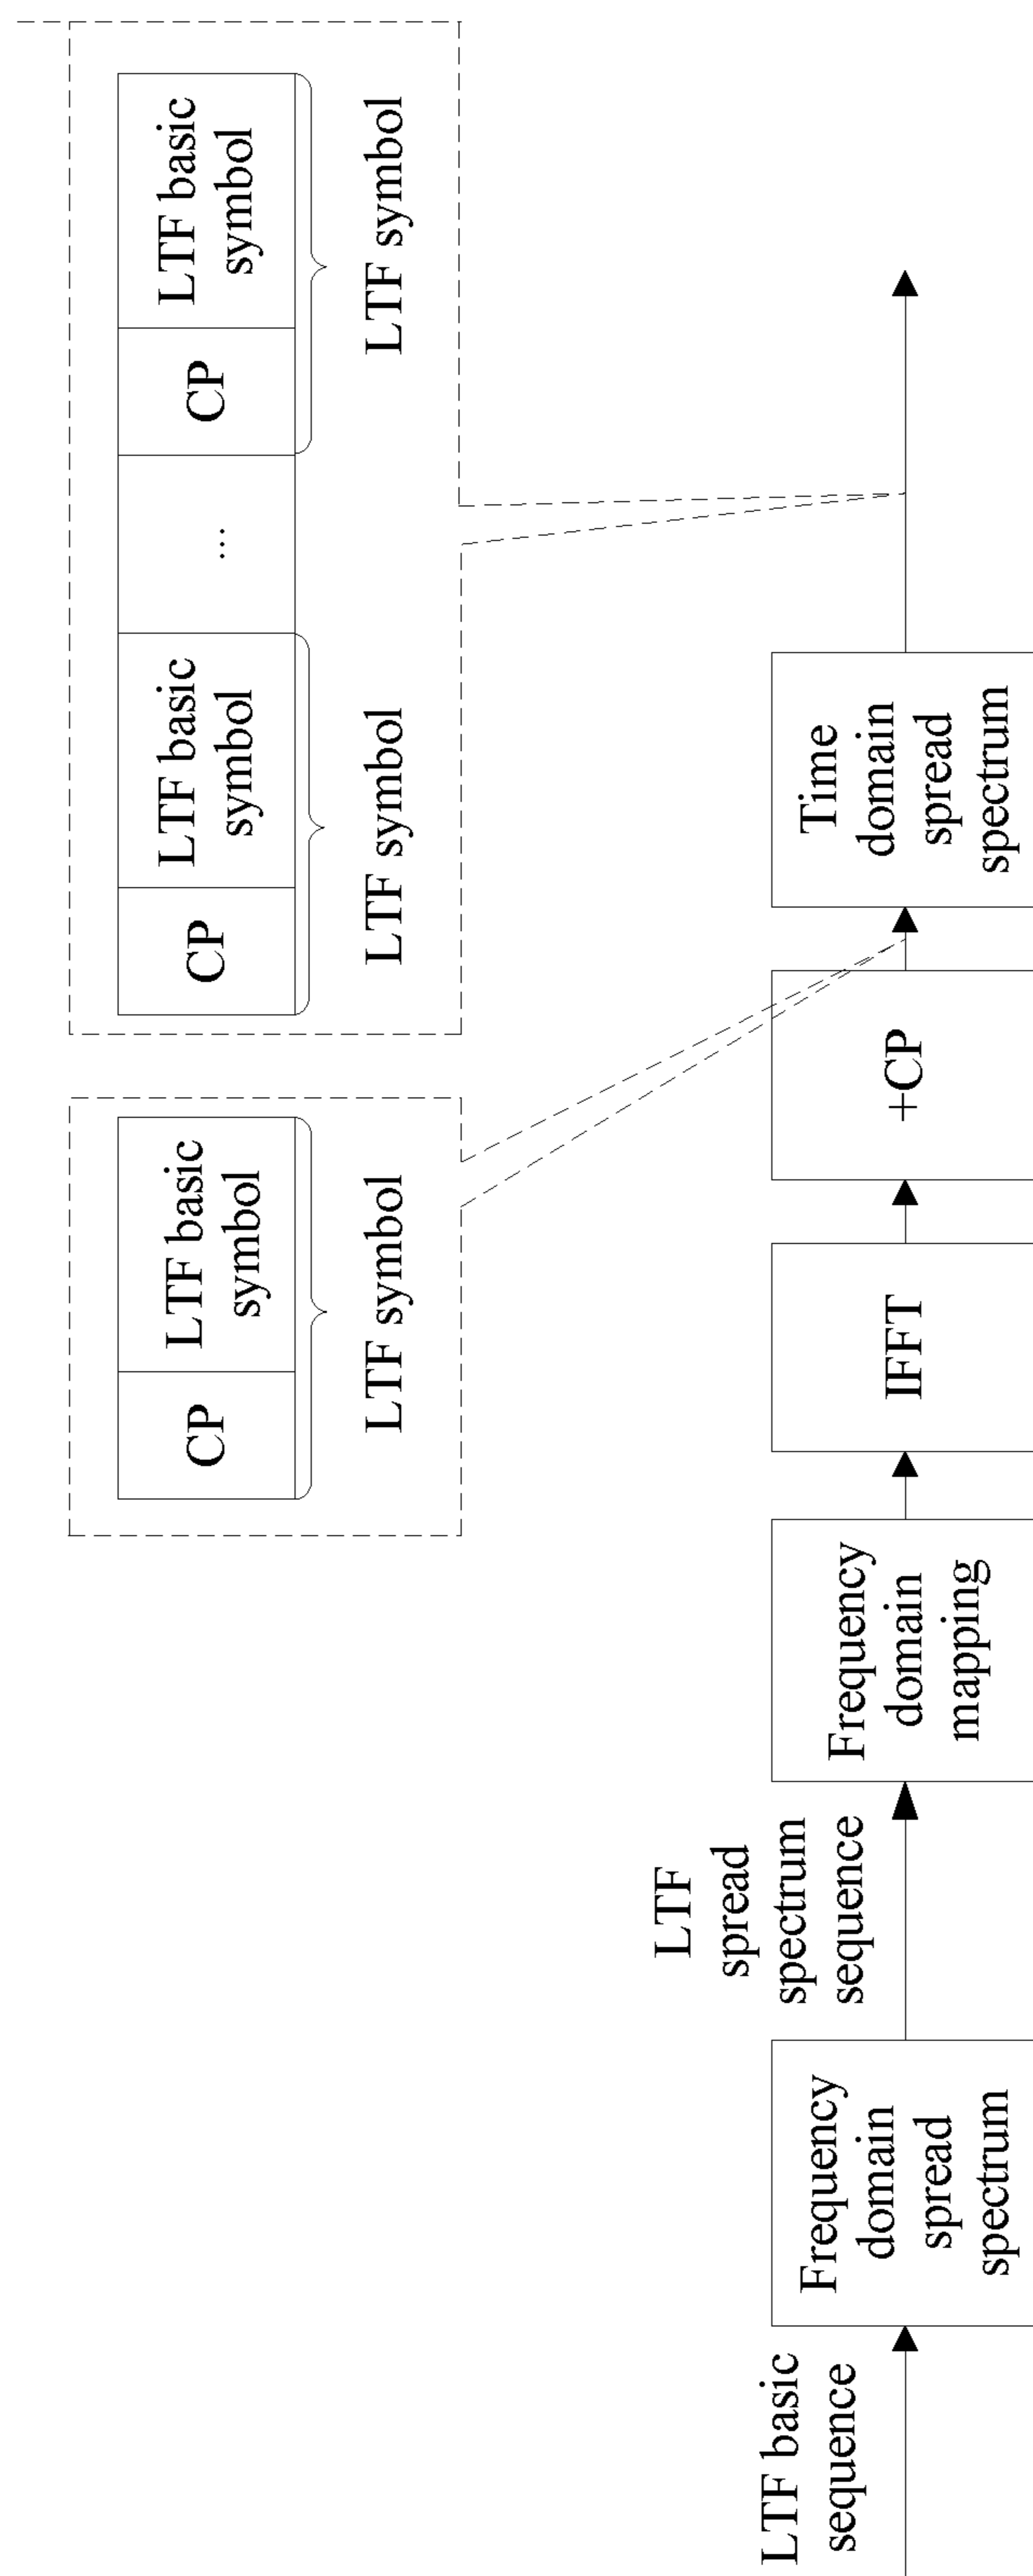 CP
LTF basic
symbol
LTF symbol
CP
LTF basic
symbol
...
CP
LTF basic
symbol
LTF symbol
LTF symbol
LTF basic
sequence
Frequency
domain
spread
spectrum
LTF
spread
spectrum
sequence
Frequency
domain
mapping
IFFT
+CP
Time
domain
spread
spectrum